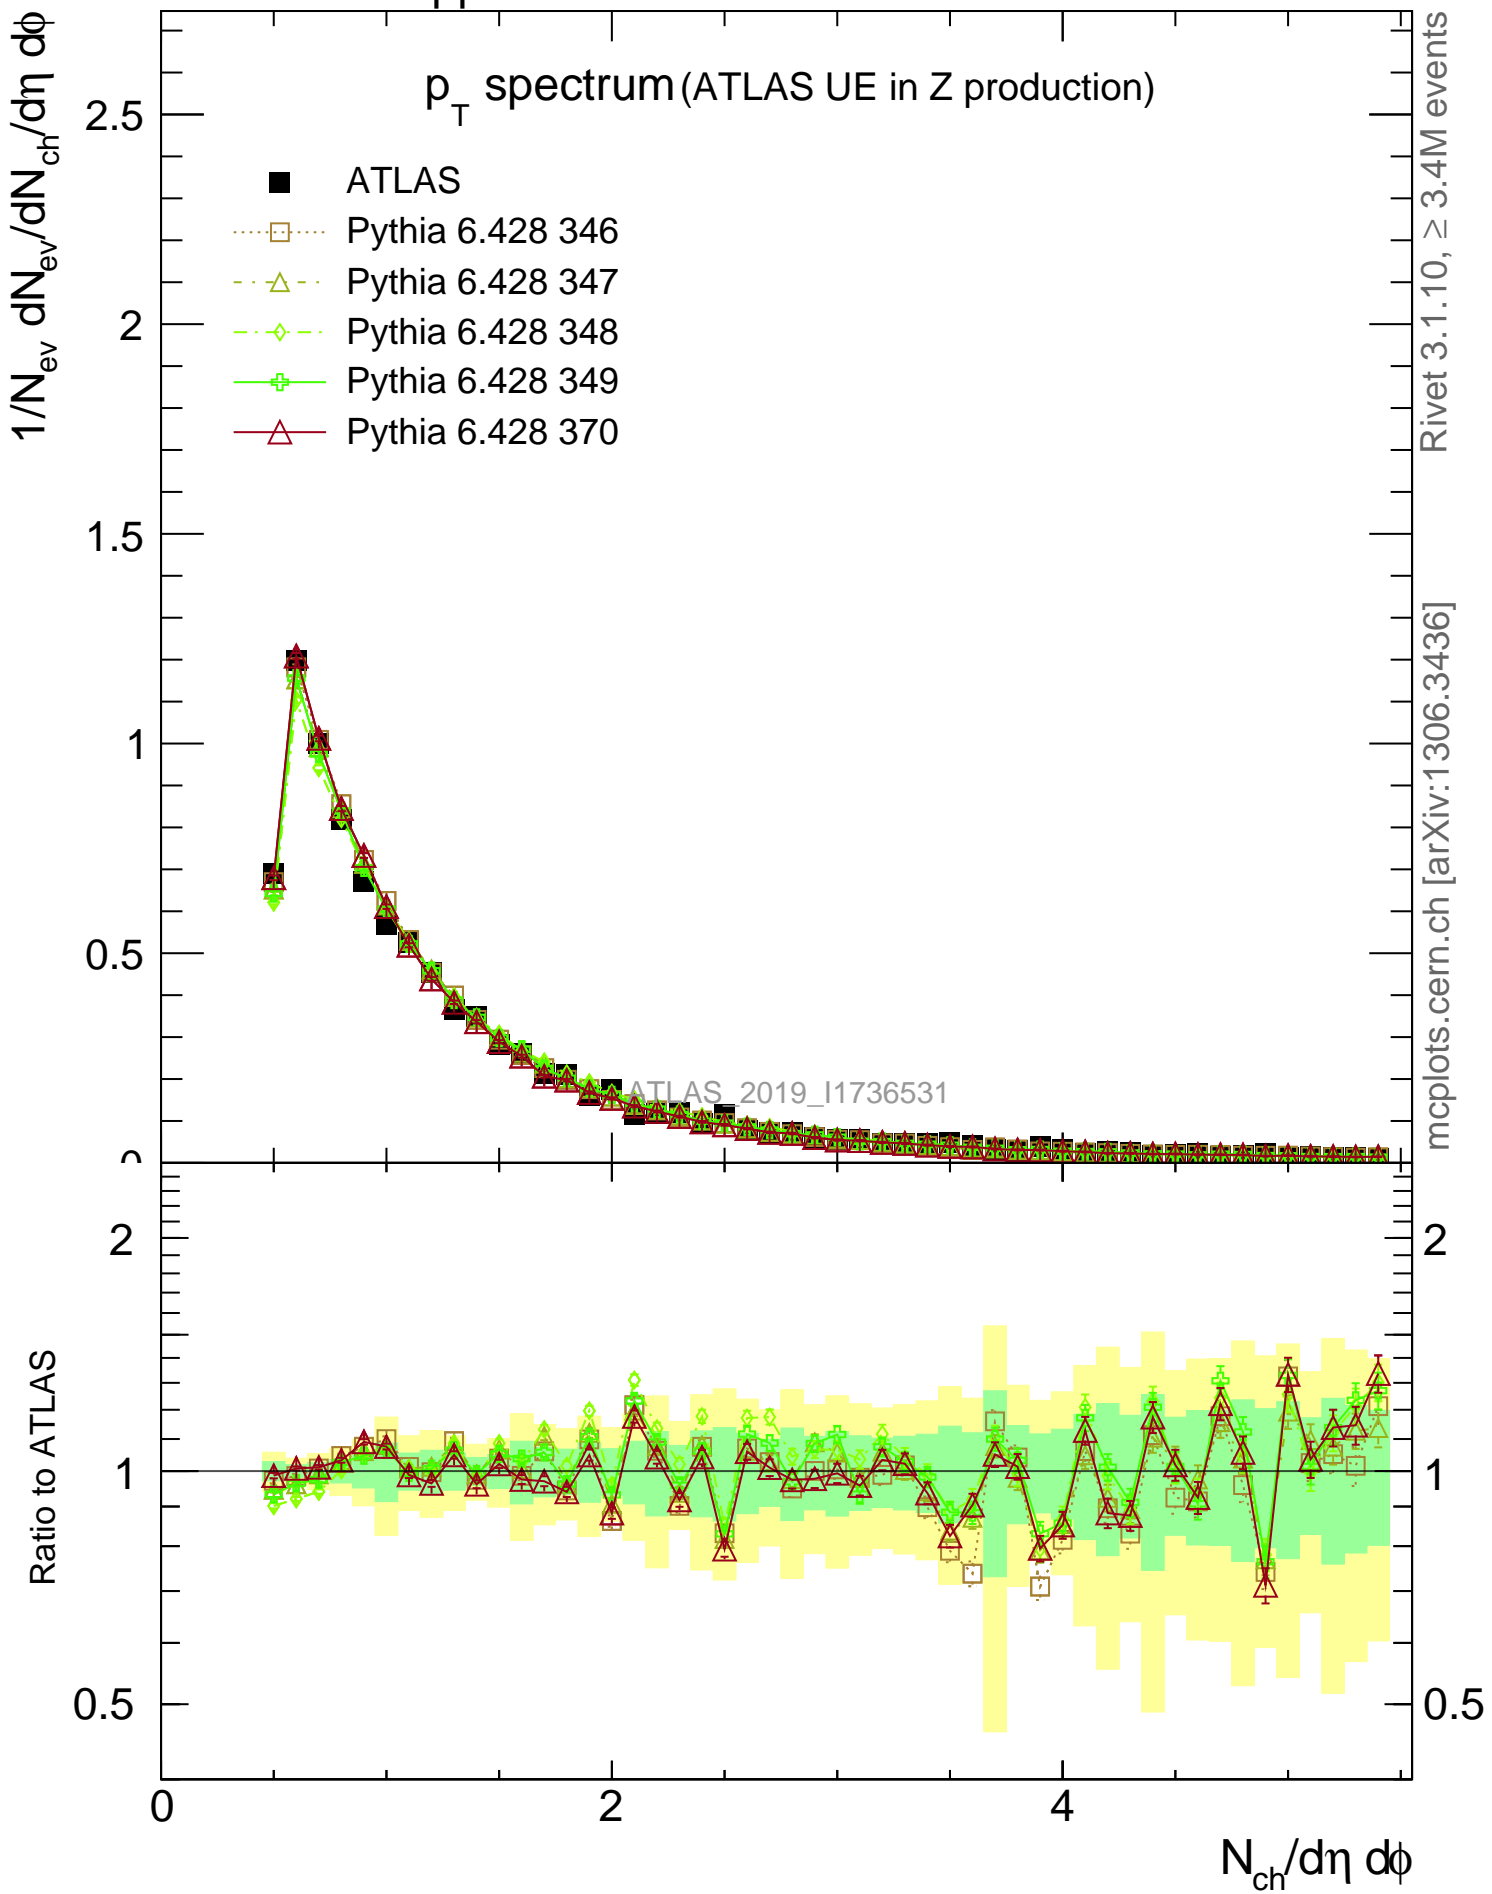 p_T spectrum (ATLAS UE in Z production)
1/N_ev dN_ev/dN_ch/dη dϕ
ATLAS
Pythia 6.428 346
Pythia 6.428 347
Pythia 6.428 348
Pythia 6.428 349
Pythia 6.428 370
2.5
2
1.5
1
0.5
0
ATLAS_2019_I1736531
Rivet 3.1.10, ≥ 3.4M events
mcplots.cern.ch [arXiv:1306.3436]
Ratio to ATLAS
2
1
0.5
2
1
0.5
0
2
4
N_ch/dη dϕ